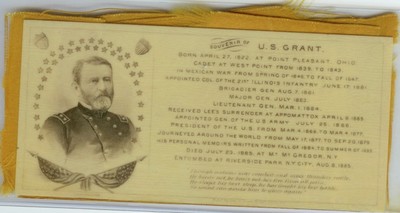 SOUVENIR OF U.S. GRANT.
BORN APRIL 27, 1822, AT POINT PLEASANT, OHIO.
CADET AT WEST POINT FROM 1839, TO 1843.
IN MEXICAN WAR FROM SPRING OF 1846, TO FALL OF 1847.
APPOINTED COL. OF THE 21ST ILLINOIS INFANTRY JUNE 17, 1861.
BRIGADIER GEN. AUG. 7, 1861.
MAJOR GEN. JULY 1863.
LIEUTENANT GEN. MAR. 1, 1864.
RECEIVED LEE'S SURRENDER AT APPOMATTOX APRIL 9, 1865.
APPOINTED GEN. OF THE U.S. ARMY JULY 25, 1866.
PRESIDENT OF THE U.S. FROM MAR. 4, 1869, TO MAR. 4, 1877.
JOURNEYED AROUND THE WORLD FROM MAY 17, 1877, TO SEP. 20, 1879.
HIS PERSONAL MEMOIRS WRITTEN FROM FALL OF 1884, TO SUMMER OF 1885.
DIED JULY 23, 1885, AT MT. MC GREGOR, N.Y.
ENTOMBED AT RIVERSIDE PARK N.Y. CITY, AUG. 8, 1885.